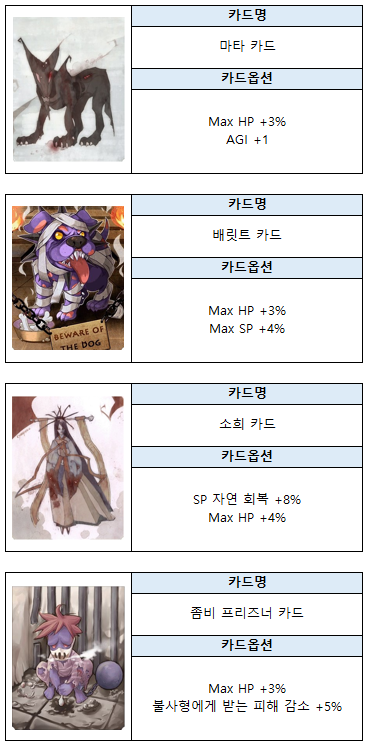 카드명
마타 카드
카드옵션
Max HP +3%
AGI +1
카드명
배릿트 카드
카드옵션
Max HP +3%
Max SP +4%
BEWARE OF
THE DOG
카드명
소희 카드
카드옵션
SP 자연 회복 +8%
Max HP +4%
카드명
좀비 프리즈너 카드
카드옵션
Max HP +3%
불사형에게 받는 피해 감소 +5%